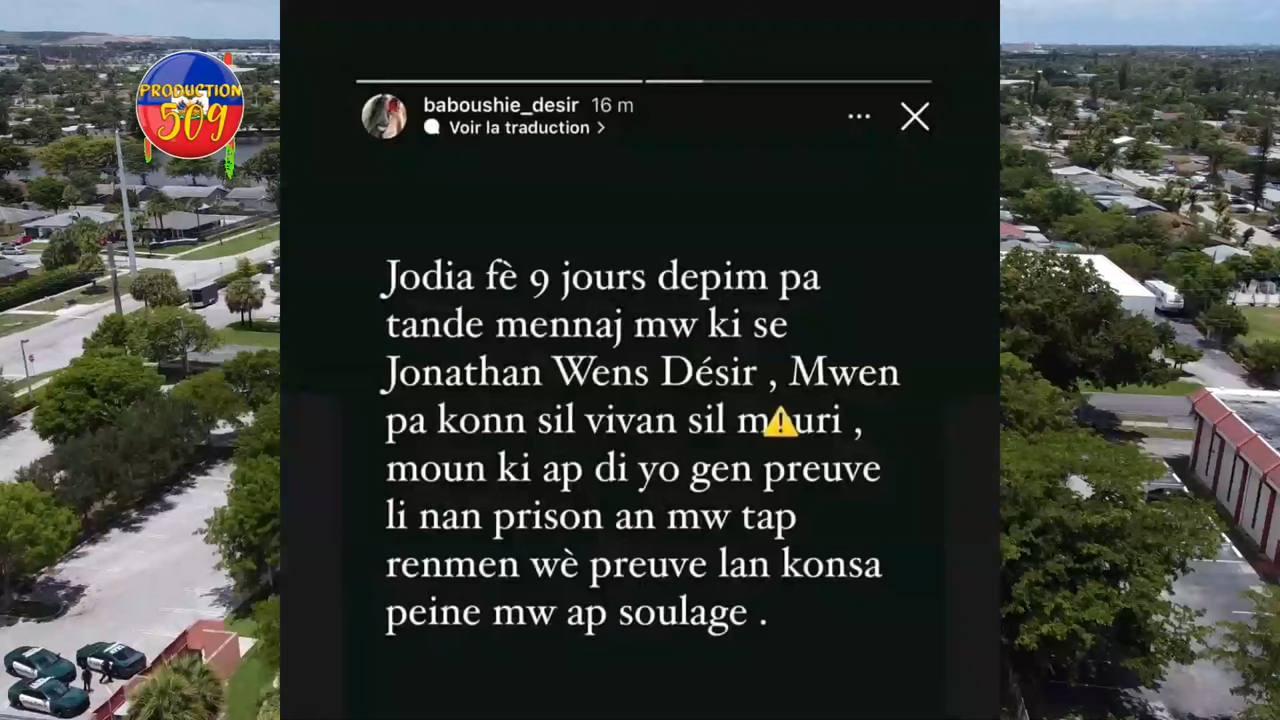 PRODUCTION
509
baboushie_desir 16 m
Voir la traduction >
Jodia fè 9 jours depim pa
tande mennaj mw ki se
Jonathan Wens Désir , Mwen
pa konn sil vivan sil m⚠️uri ,
moun ki ap di yo gen preuve
li nan prison an mw tap
renmen wè preuve lan konsa
peine mw ap soulage .